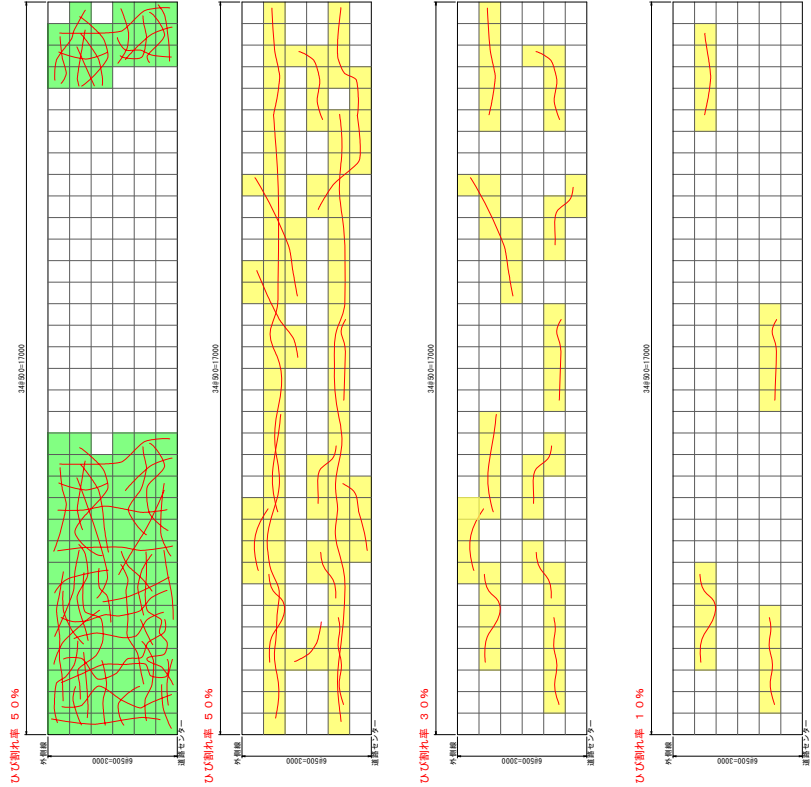 ひび割れ率 ５０％
34@500=17000
外側線
6@500=3000
道路センター
ひび割れ率 ５０％
34@500=17000
外側線
6@500=3000
道路センター
ひび割れ率 ３０％
34@500=17000
外側線
6@500=3000
道路センター
ひび割れ率 １０％
34@500=17000
外側線
6@500=3000
道路センター